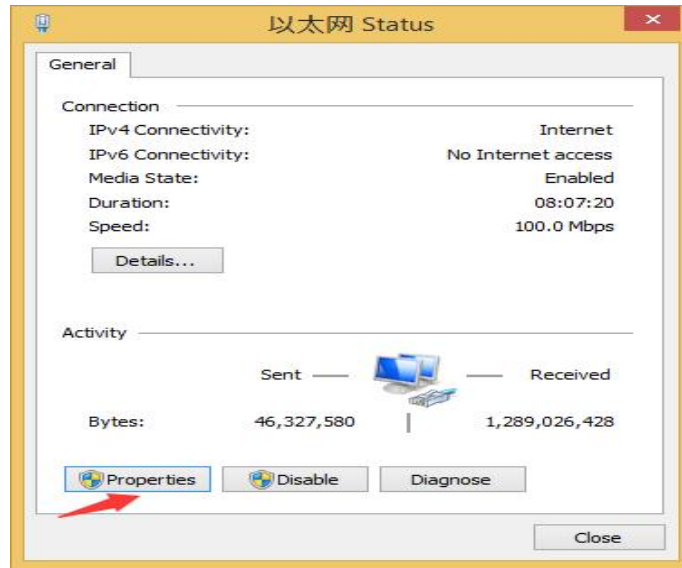 以太网 Status
General
Connection
IPv4 Connectivity: Internet
IPv6 Connectivity: No Internet access
Media State: Enabled
Duration: 08:07:20
Speed: 100.0 Mbps
Details...
Activity
Sent Received
Bytes: 46,327,580 1,289,026,428
Properties Disable Diagnose
Close